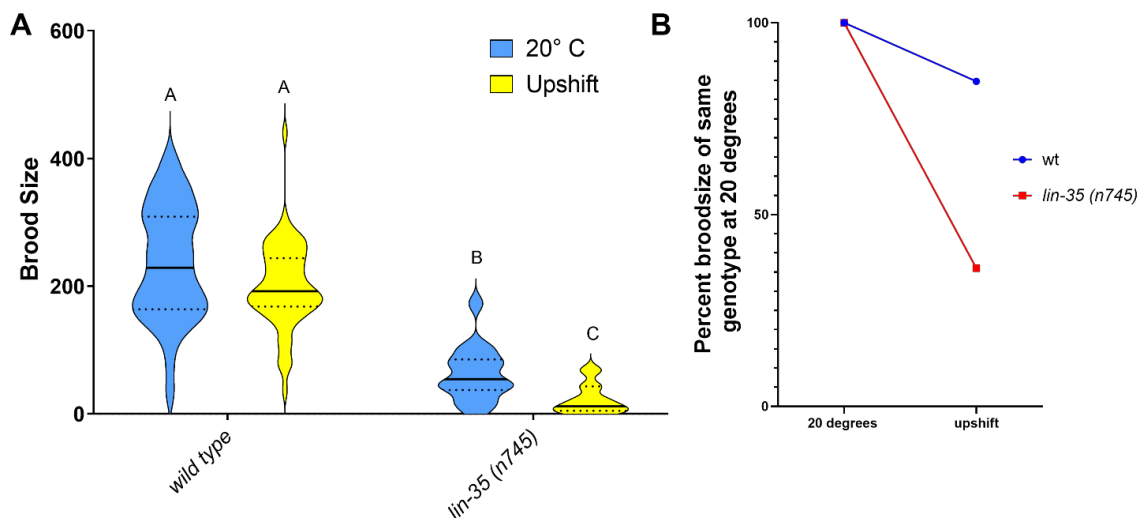 A
600
400
200
0
Brood Size
A
A
B
C
20° C
Upshift
wild type
lin-35 (n745)
B
Percent broodsize of same
genotype at 20 degrees
100
50
0
20 degrees
upshift
wt
lin-35 (n745)